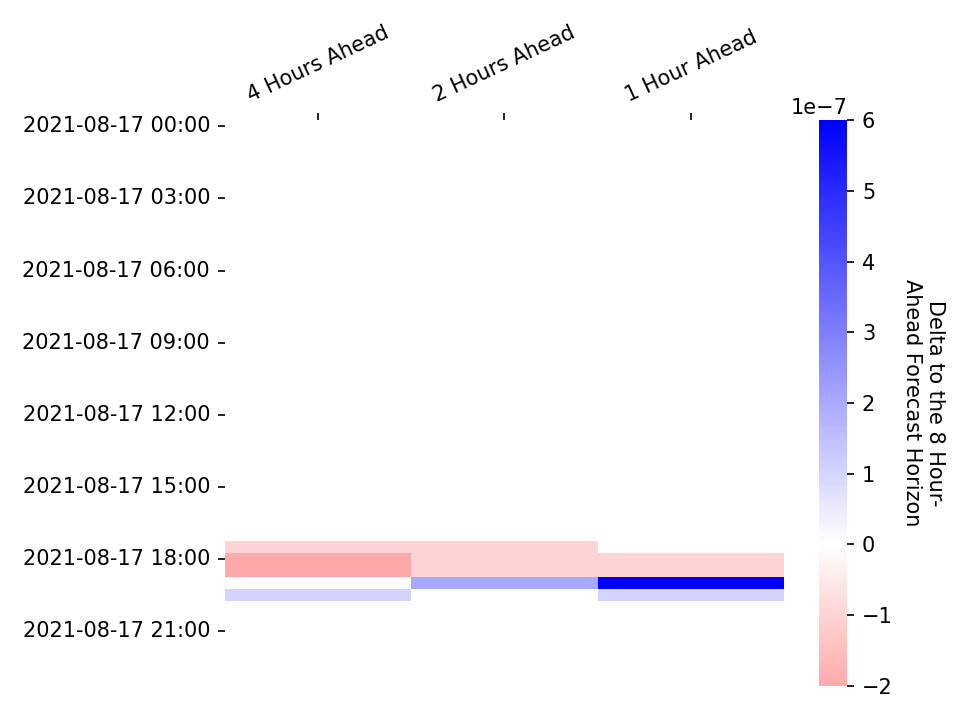 4 Hours Ahead
2 Hours Ahead
1 Hour Ahead
2021-08-17 00:00
2021-08-17 03:00
2021-08-17 06:00
2021-08-17 09:00
2021-08-17 12:00
2021-08-17 15:00
2021-08-17 18:00
2021-08-17 21:00
1e−7
6
5
4
3
2
1
0
−1
−2
Delta to the 8 Hour-
Ahead Forecast Horizon